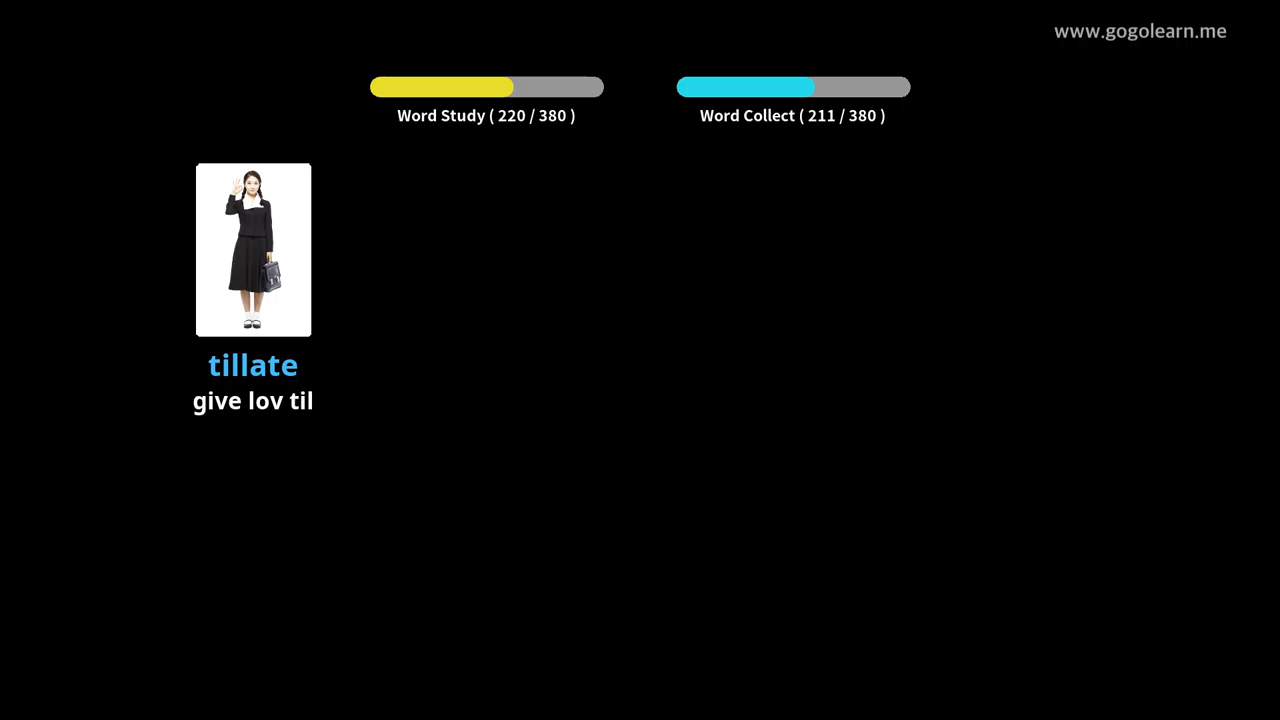 www.gogolearn.me
Word Study ( 220 / 380 )
Word Collect ( 211 / 380 )
tillate
give lov til